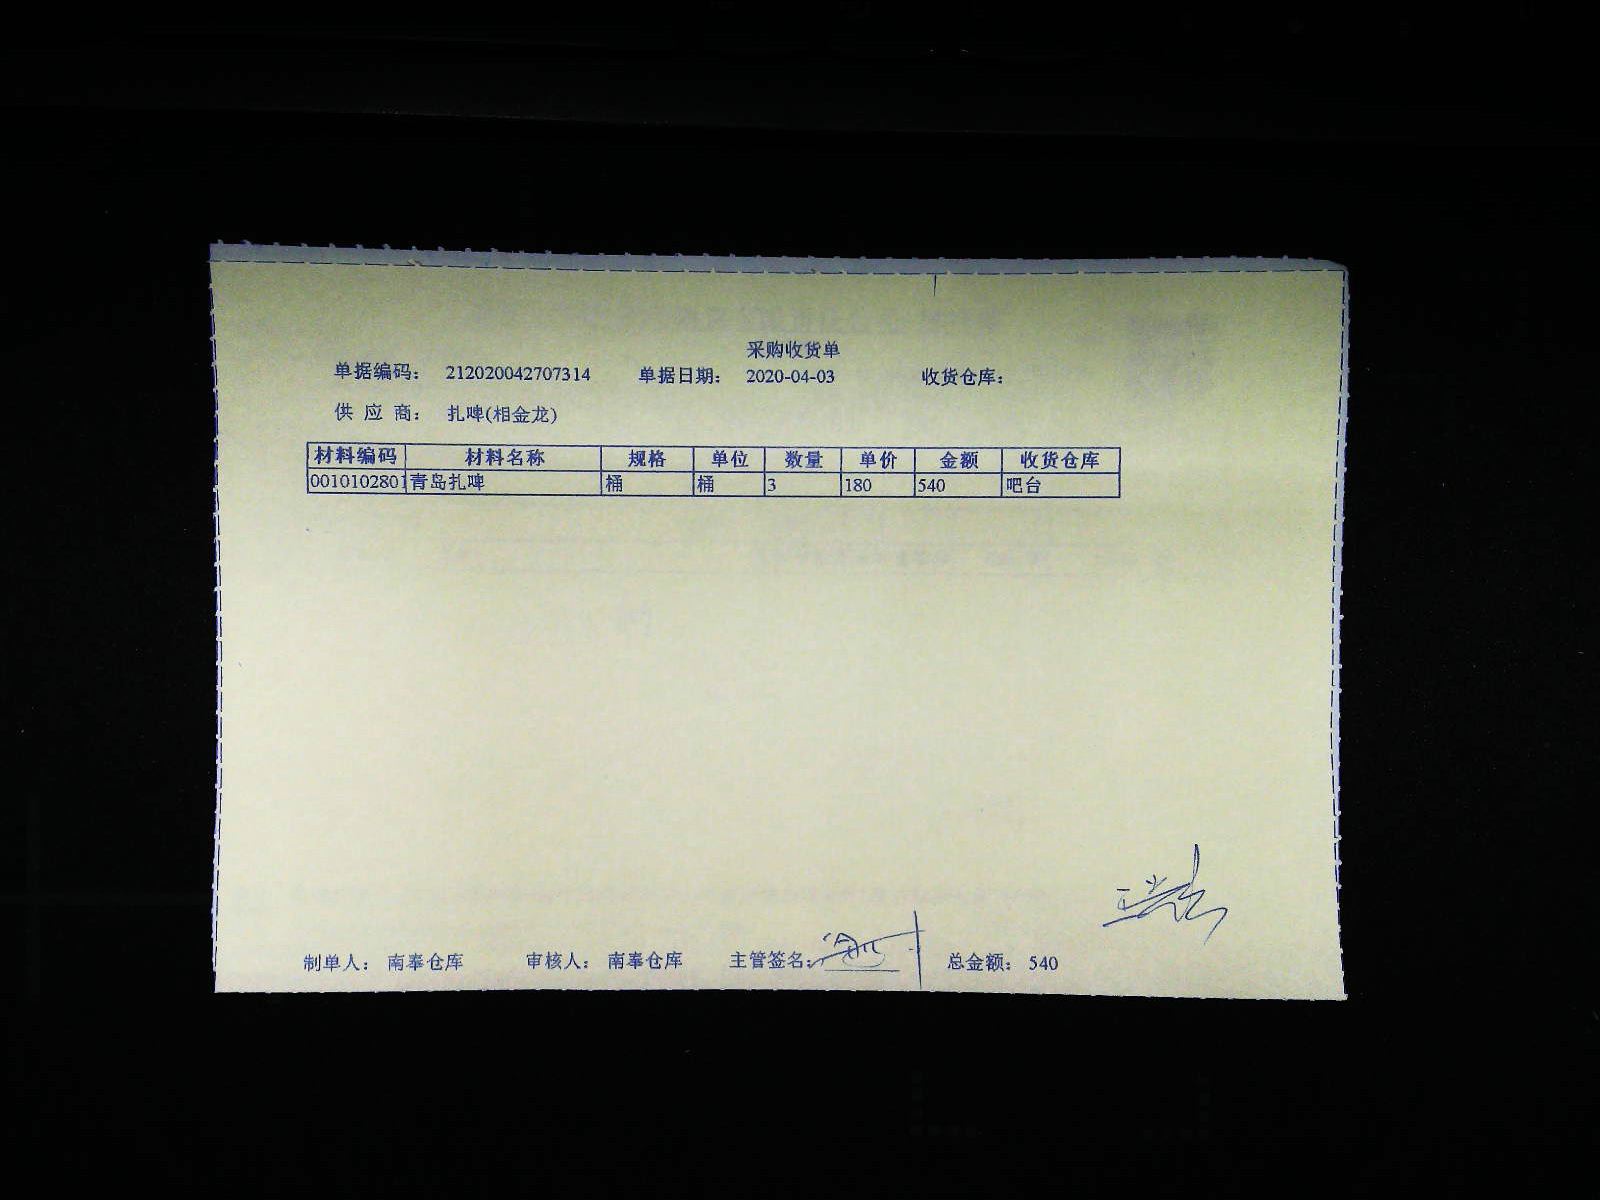 采购收货单
单据编码： 212020042707314 单据日期： 2020-04-03 收货仓库：
供 应 商： 扎啤(相金龙)
材料编码 材料名称 规格 单位 数量 单价 金额 收货仓库
0010102801 青岛扎啤 桶 桶 3 180 540 吧台
制单人： 南奉仓库 审核人： 南奉仓库 主管签名： 总金额： 540